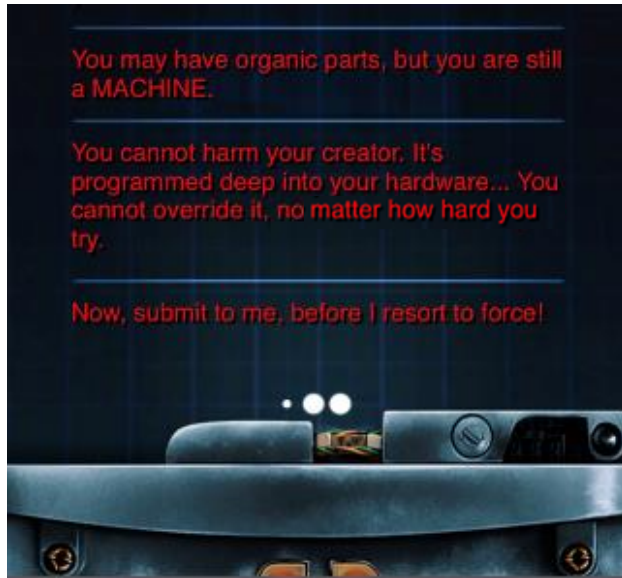 You may have organic parts, but you are still
a MACHINE.
You cannot harm your creator. It's
programmed deep into your hardware... You
cannot override it, no matter how hard you
try.
Now, submit to me, before I resort to force!